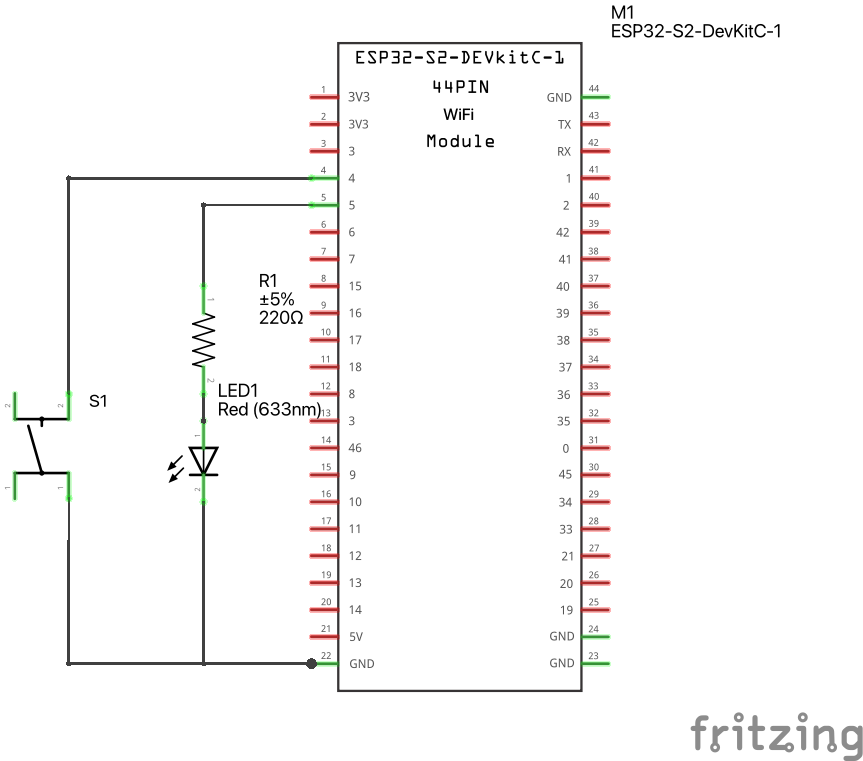 M1
ESP32-S2-DevKitC-1
ESP32-S2-DEVkitC-1
44PIN
WiFi
Module
1 3V3 GND 44
2 3V3 TX 43
3 3 RX 42
4 4 1 41
5 5 2 40
6 6 42 39
7 7 41 38
8 15 40 37
9 16 39 36
10 17 38 35
11 18 37 34
12 8 36 33
13 3 35 32
14 46 0 31
15 9 45 30
16 10 34 29
17 11 33 28
18 12 21 27
19 13 20 26
20 14 19 25
21 5V GND 24
22 GND GND 23
R1
±5%
220Ω
1
2
LED1
Red (633nm)
1
2
S1
2 2
1 1
fritzing